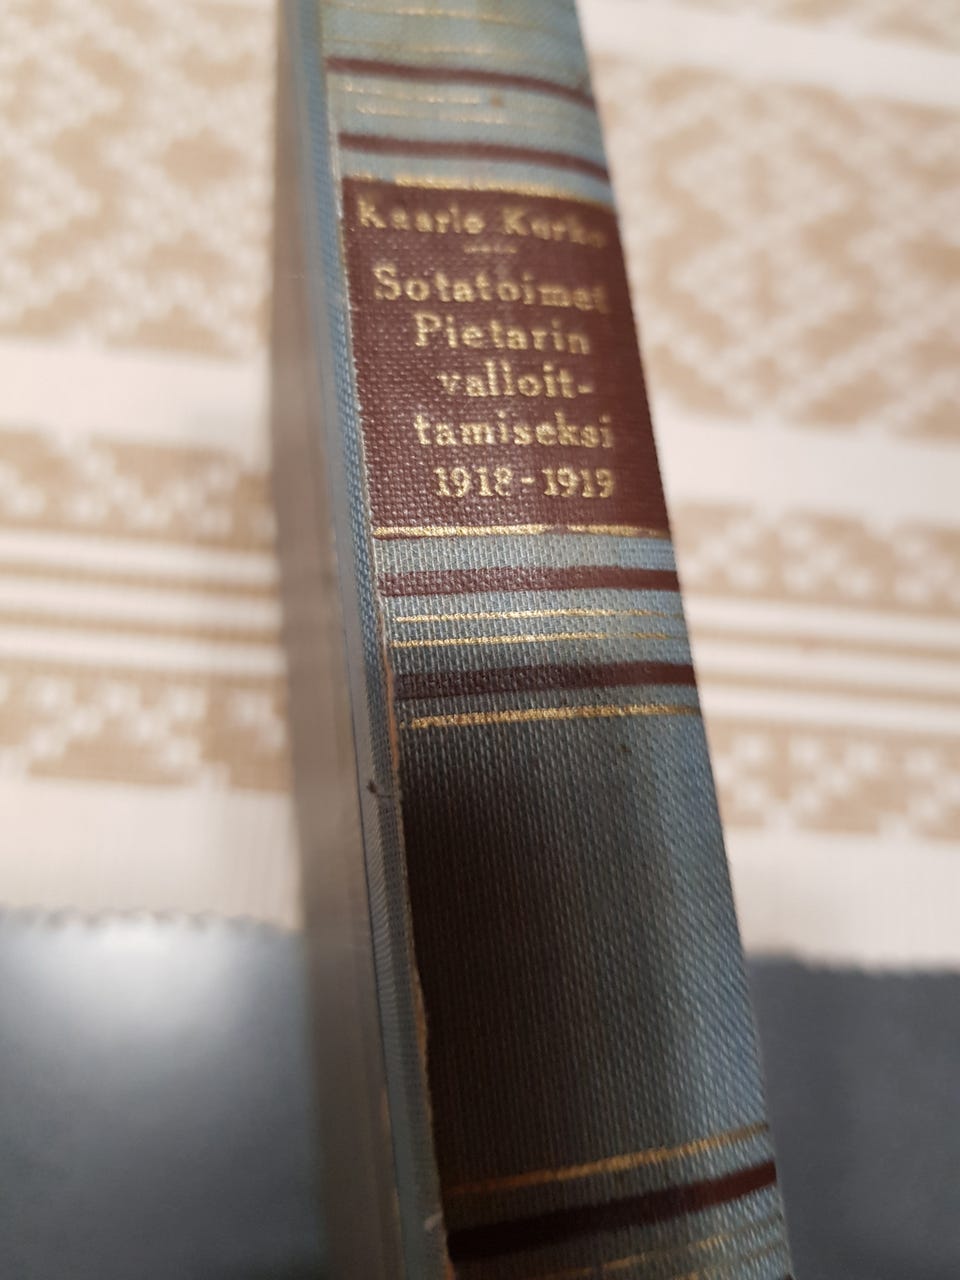 Kaarlo Kurko
Sotatoimet
Pietarin
valloit-
tamiseksi
1918-1919